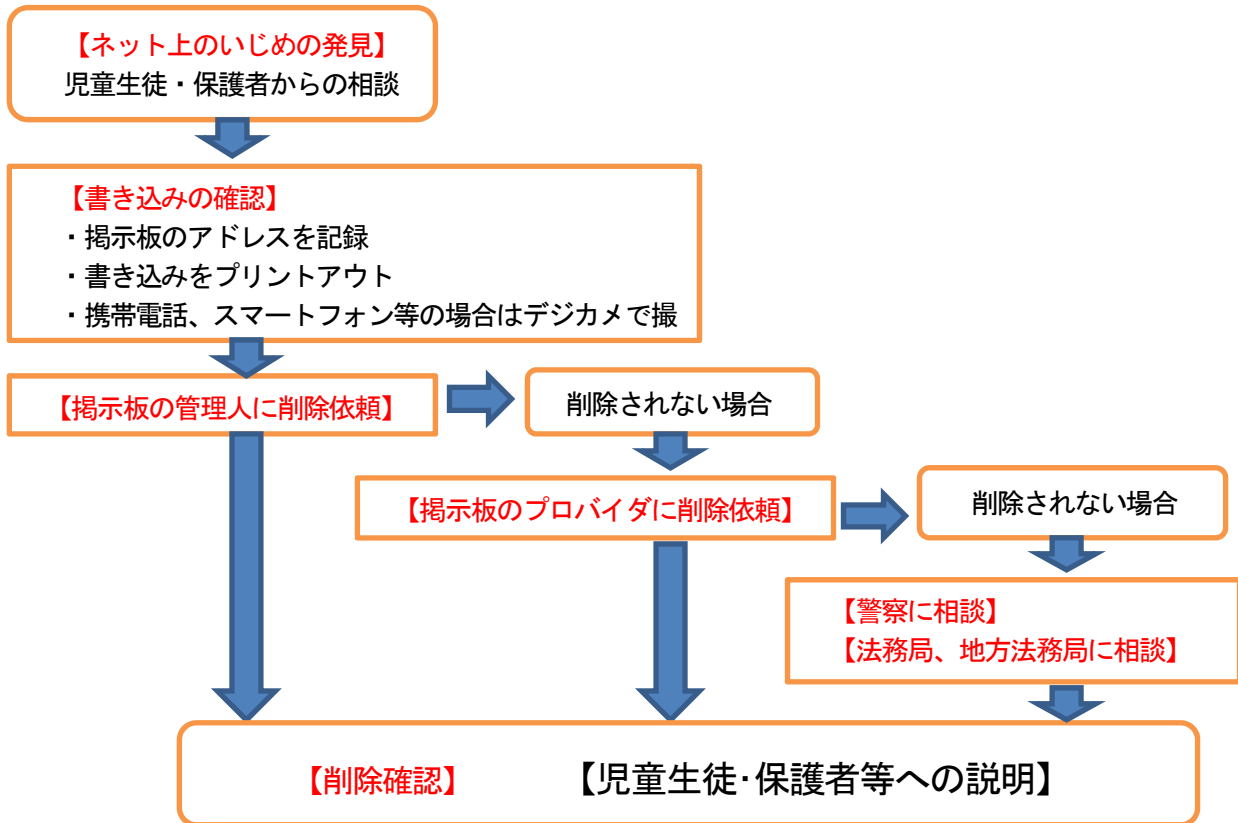 【ネット上のいじめの発見】
児童生徒・保護者からの相談
【書き込みの確認】
・掲示板のアドレスを記録
・書き込みをプリントアウト
・携帯電話、スマートフォン等の場合はデジカメで撮
【掲示板の管理人に削除依頼】
削除されない場合
【掲示板のプロバイダに削除依頼】
削除されない場合
【警察に相談】
【法務局、地方法務局に相談】
【削除確認】 【児童生徒・保護者等への説明】